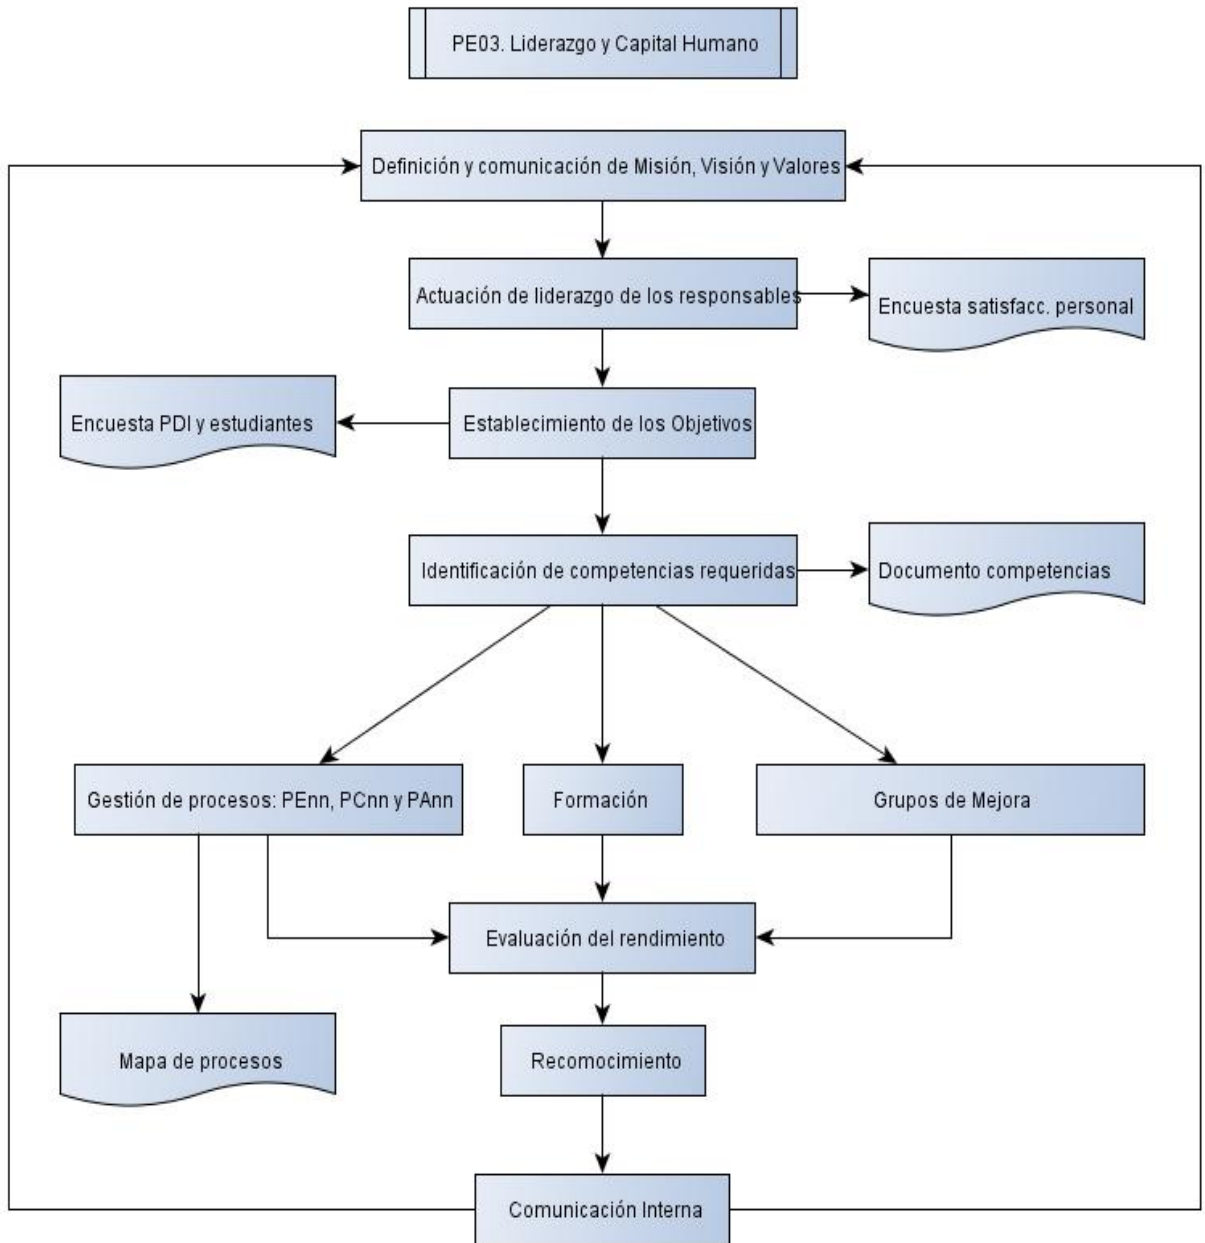 PE03. Liderazgo y Capital Humano
Definición y comunicación de Misión, Visión y Valores
Actuación de liderazgo de los responsables
Encuesta satisfacc. personal
Encuesta PDI y estudiantes
Establecimiento de los Objetivos
Identificación de competencias requeridas
Documento competencias
Gestión de procesos: PEnn, PCnn y PAnn
Formación
Grupos de Mejora
Evaluación del rendimiento
Mapa de procesos
Recomocimiento
Comunicación Interna